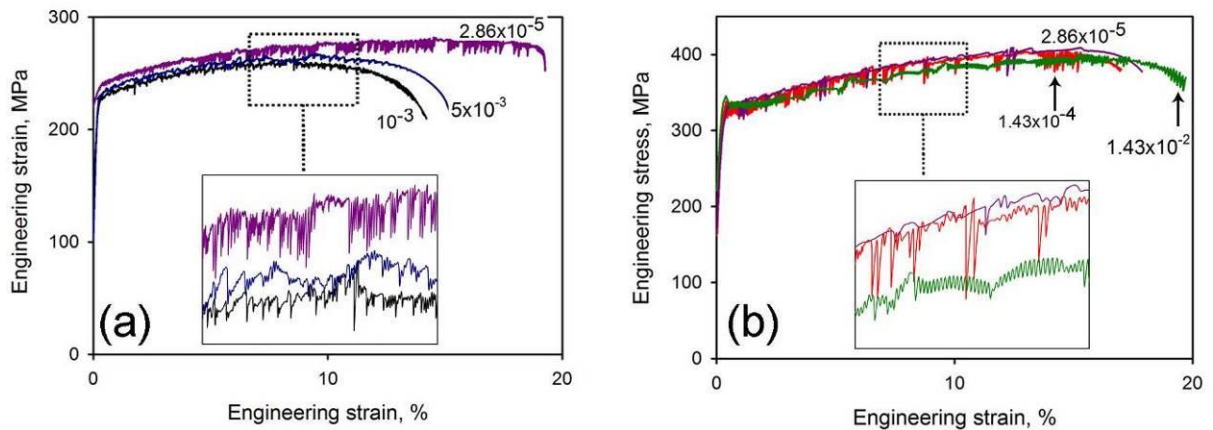 300
200
100
0
Engineering strain, MPa
2.86x10-5
10-3
5x10-3
(a)
0
10
20
Engineering strain, %
400
300
200
100
0
Engineering stress, MPa
2.86x10-5
1.43x10-4
1.43x10-2
(b)
0
10
20
Engineering strain, %